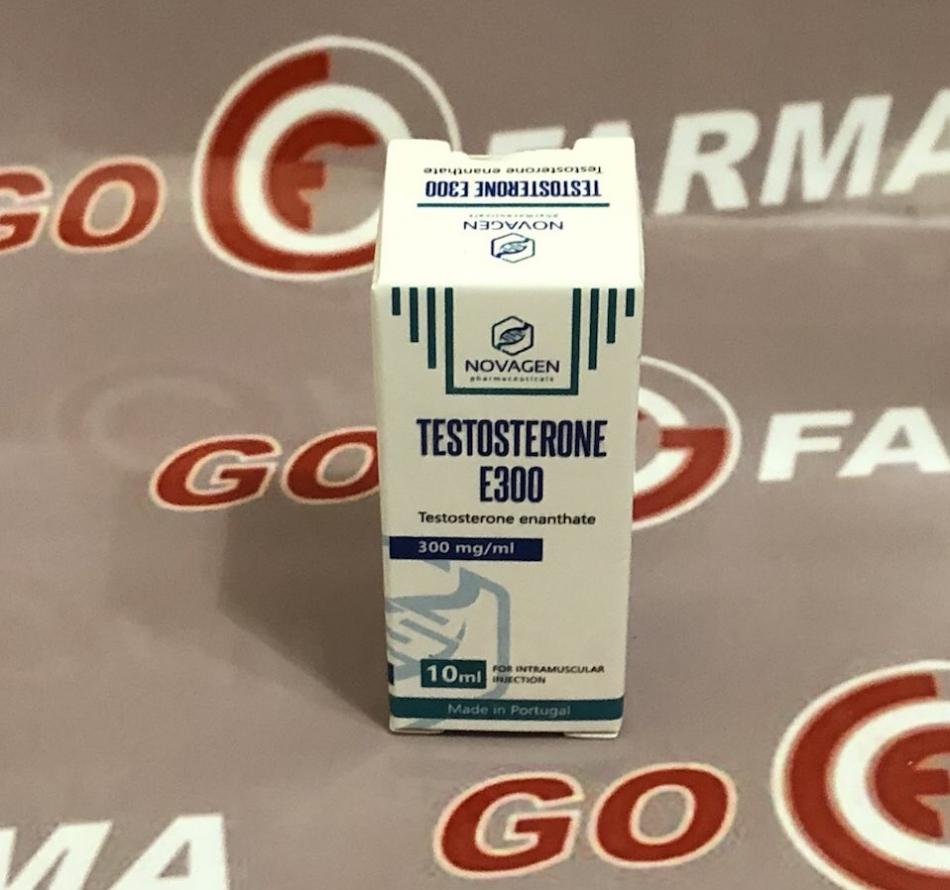 GO
FARMA
Testosterone enanthate
TESTOSTERONE E300
pharmaceuticals
NOVAGEN
NOVAGEN
pharmaceuticals
GO
FA
TESTOSTERONE
E300
Testosterone enanthate
300 mg/ml
10ml
FOR INTRAMUSCULAR
INJECTION
Made in Portugal
GO
MA